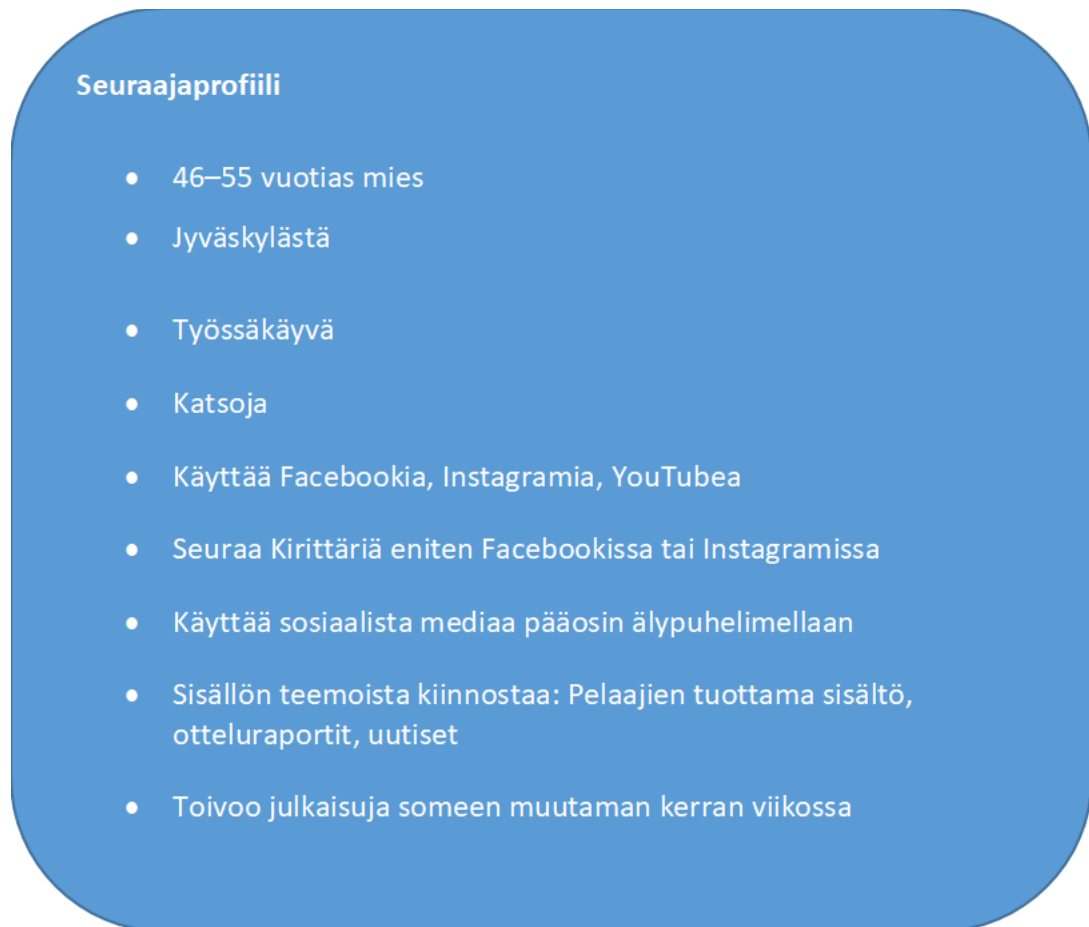 Seuraajaprofiili
• 46–55 vuotias mies
• Jyväskylästä
• Työssäkäyvä
• Katsoja
• Käyttää Facebookia, Instagramia, YouTubea
• Seuraa Kirittäriä eniten Facebookissa tai Instagramissa
• Käyttää sosiaalista mediaa pääosin älypuhelimellaan
• Sisällön teemoista kiinnostaa: Pelaajien tuottama sisältö,
otteluraportit, uutiset
• Toivoo julkaisuja someen muutaman kerran viikossa